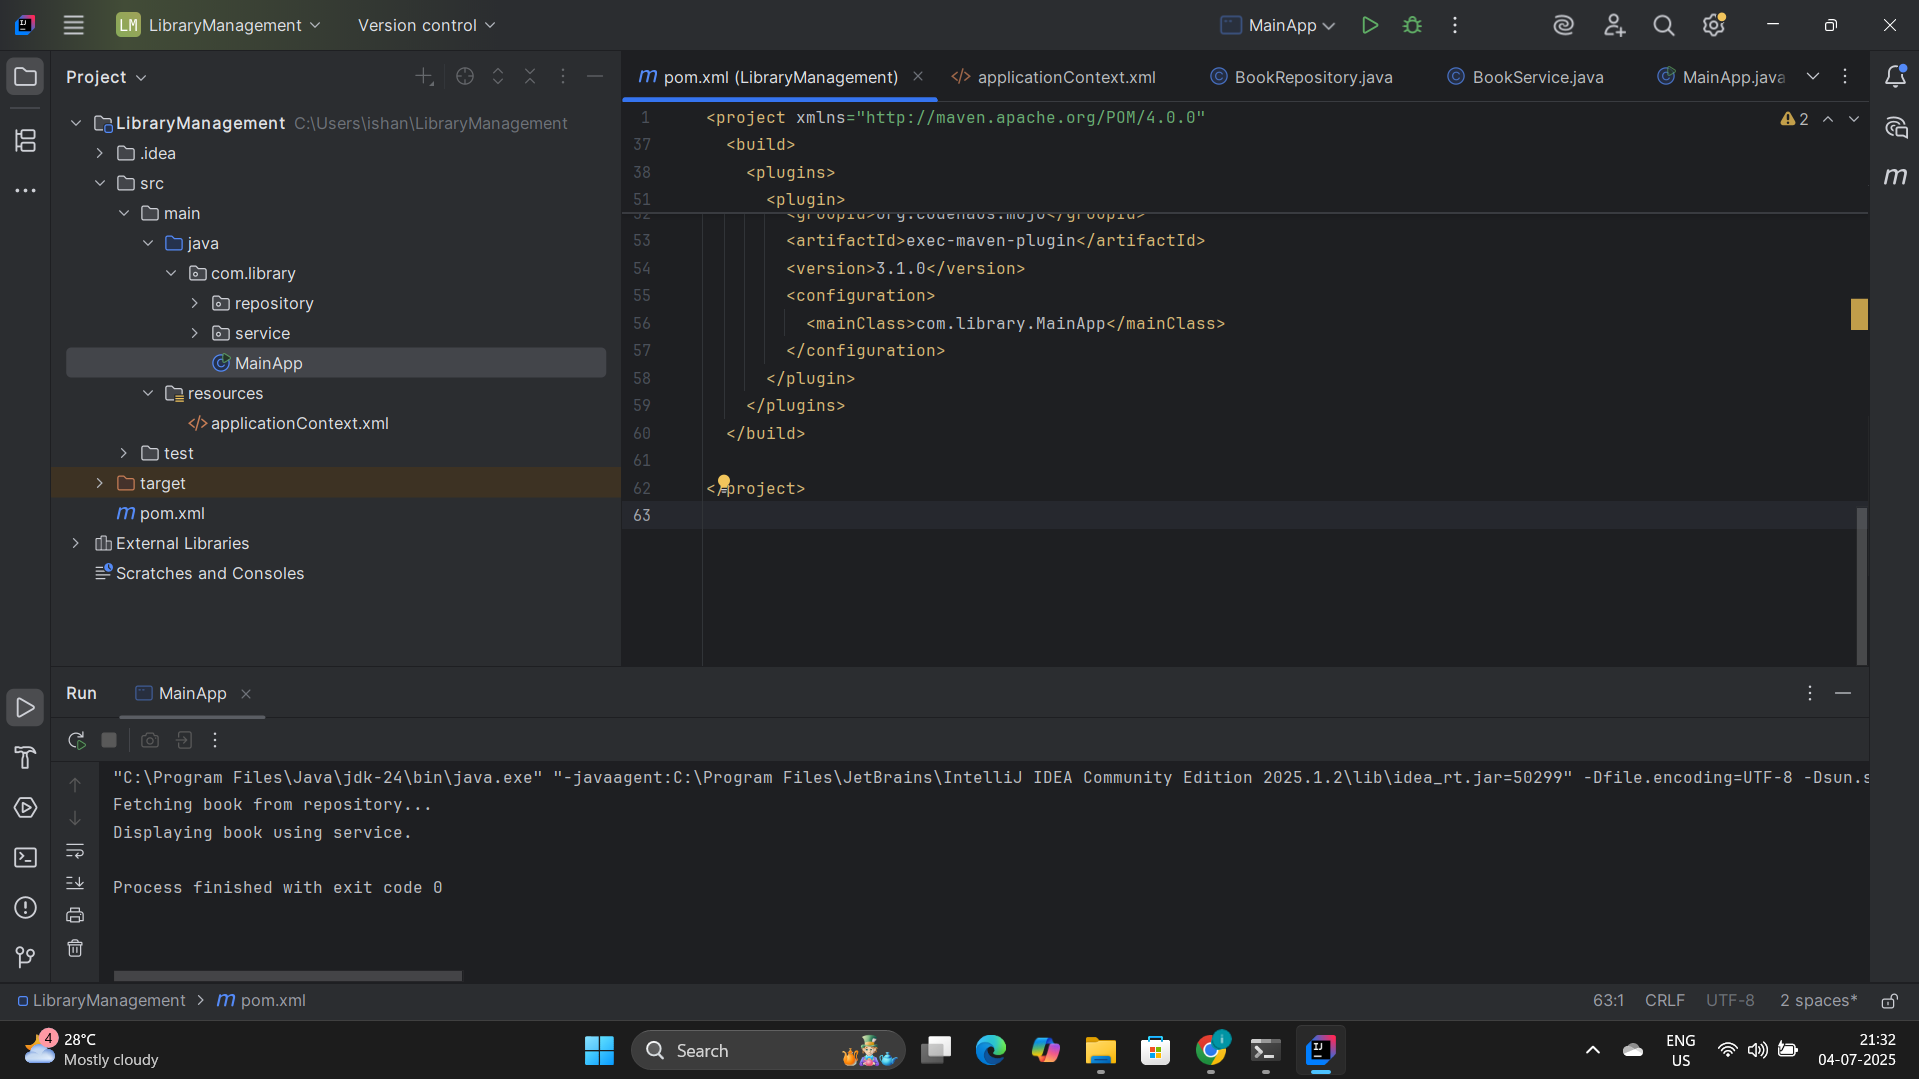 LM LibraryManagement
Version control
MainApp
Project
pom.xml (LibraryManagement)
applicationContext.xml
BookRepository.java
BookService.java
MainApp.java
LibraryManagement C:\Users\ishan\LibraryManagement
.idea
src
main
java
com.library
repository
service
MainApp
resources
applicationContext.xml
test
target
pom.xml
External Libraries
Scratches and Consoles
2
1 <project xmlns="http://maven.apache.org/POM/4.0.0"
37 <build>
38 <plugins>
51 <plugin>
52 <groupId>org.codehaus.mojo</groupId>
53 <artifactId>exec-maven-plugin</artifactId>
54 <version>3.1.0</version>
55 <configuration>
56 <mainClass>com.library.MainApp</mainClass>
57 </configuration>
58 </plugin>
59 </plugins>
60 </build>
61
62 </project>
63
Run
MainApp
"C:\Program Files\Java\jdk-24\bin\java.exe" "-javaagent:C:\Program Files\JetBrains\IntelliJ IDEA Community Edition 2025.1.2\lib\idea_rt.jar=50299" -Dfile.encoding=UTF-8 -Dsun.s
Fetching book from repository...
Displaying book using service.
Process finished with exit code 0
LibraryManagement > pom.xml
63:1 CRLF UTF-8 2 spaces*
4
28°C
Mostly cloudy
Search
ENG
US
21:32
04-07-2025